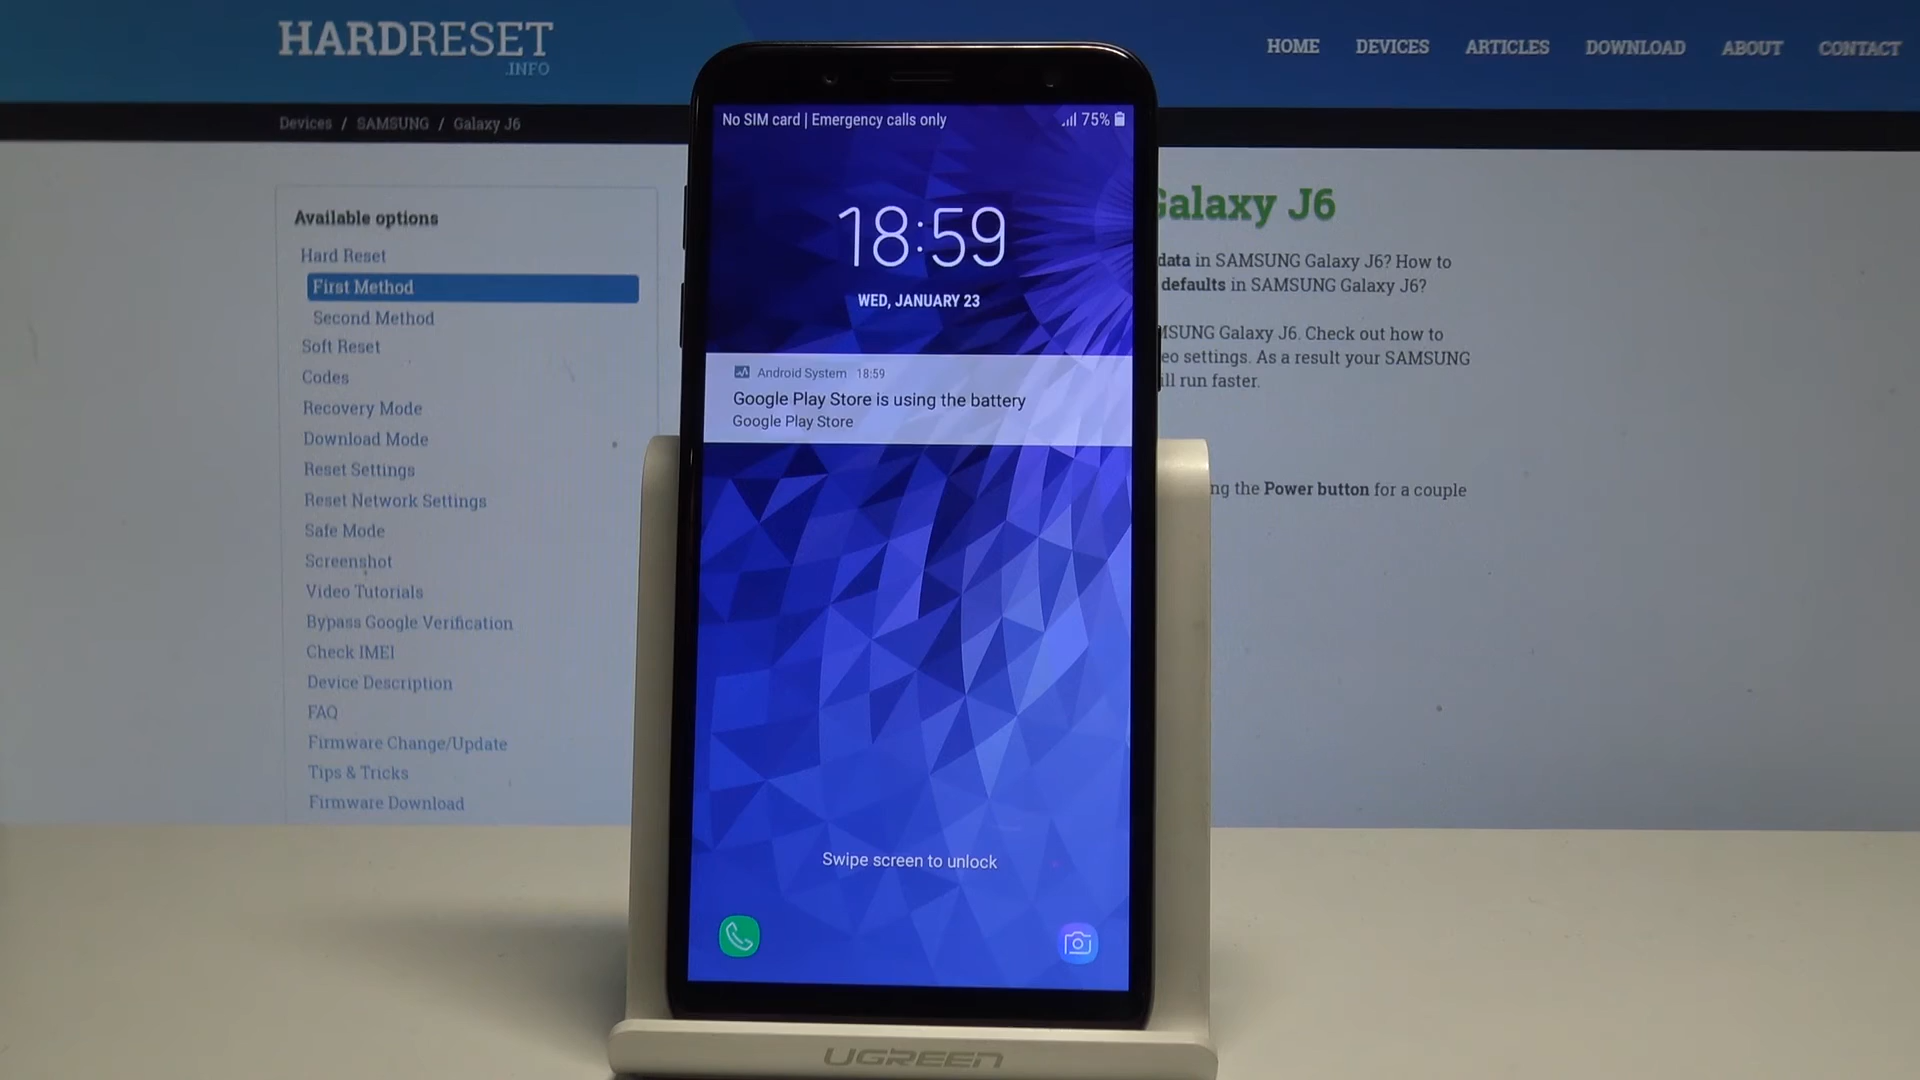 HARDRESET
.INFO
HOME DEVICES ARTICLES DOWNLOAD ABOUT CONTACT
Devices / SAMSUNG / Galaxy J6
Available options
Hard Reset
First Method
Second Method
Soft Reset
Codes
Recovery Mode
Download Mode
Reset Settings
Reset Network Settings
Safe Mode
Screenshot
Video Tutorials
Bypass Google Verification
Check IMEI
Device Description
FAQ
Firmware Change/Update
Tips & Tricks
Firmware Download
No SIM card | Emergency calls only 75%
18:59
WED, JANUARY 23
Android System 18:59
Google Play Store is using the battery
Google Play Store
Swipe screen to unlock
Galaxy J6
data in SAMSUNG Galaxy J6? How to
defaults in SAMSUNG Galaxy J6?
Galaxy J6. Check out how to
settings. As a result your SAMSUNG
run faster.
the Power button for a couple
UGREEN